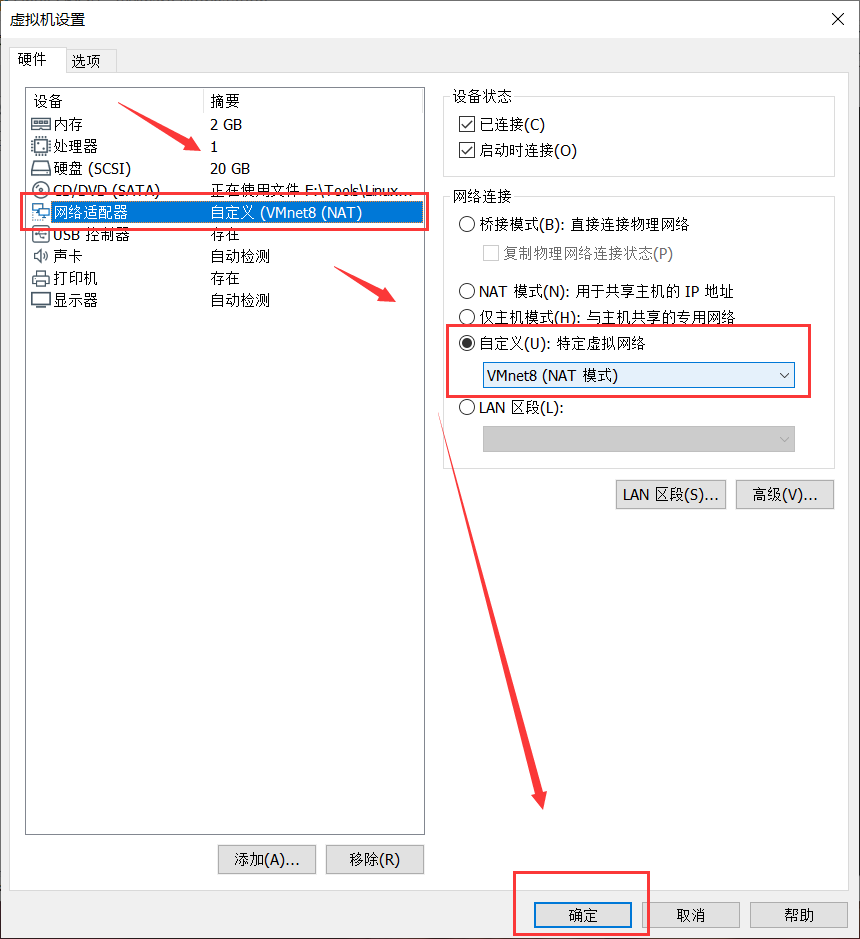 虚拟机设置
硬件 选项
设备 摘要
内存 2 GB
处理器 1
硬盘 (SCSI) 20 GB
CD/DVD (SATA) 正在使用文件 E:\Tools\Linux...
网络适配器 自定义 (VMnet8 (NAT)
USB 控制器 存在
声卡 自动检测
打印机 存在
显示器 自动检测
添加(A)... 移除(R)
设备状态
已连接(C)
启动时连接(O)
网络连接
桥接模式(B): 直接连接物理网络
复制物理网络连接状态(P)
NAT 模式(N): 用于共享主机的 IP 地址
仅主机模式(H): 与主机共享的专用网络
自定义(U): 特定虚拟网络
VMnet8 (NAT 模式)
LAN 区段(L):
LAN 区段(S)... 高级(V)...
确定 取消 帮助